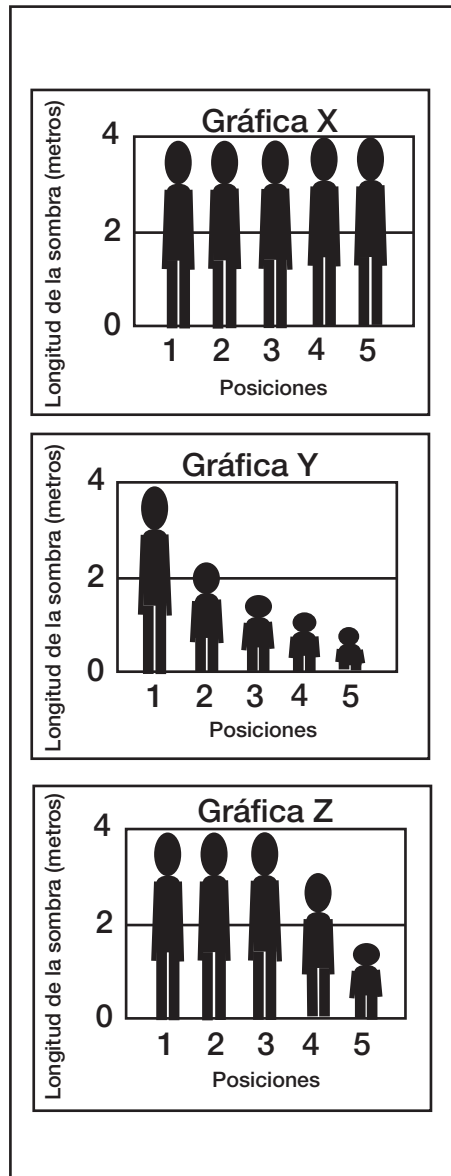 Gráfica X
Longitud de la sombra (metros)
4
2
0
1 2 3 4 5
Posiciones
Gráfica Y
Longitud de la sombra (metros)
4
2
0
1 2 3 4 5
Posiciones
Gráfica Z
Longitud de la sombra (metros)
4
2
0
1 2 3 4 5
Posiciones